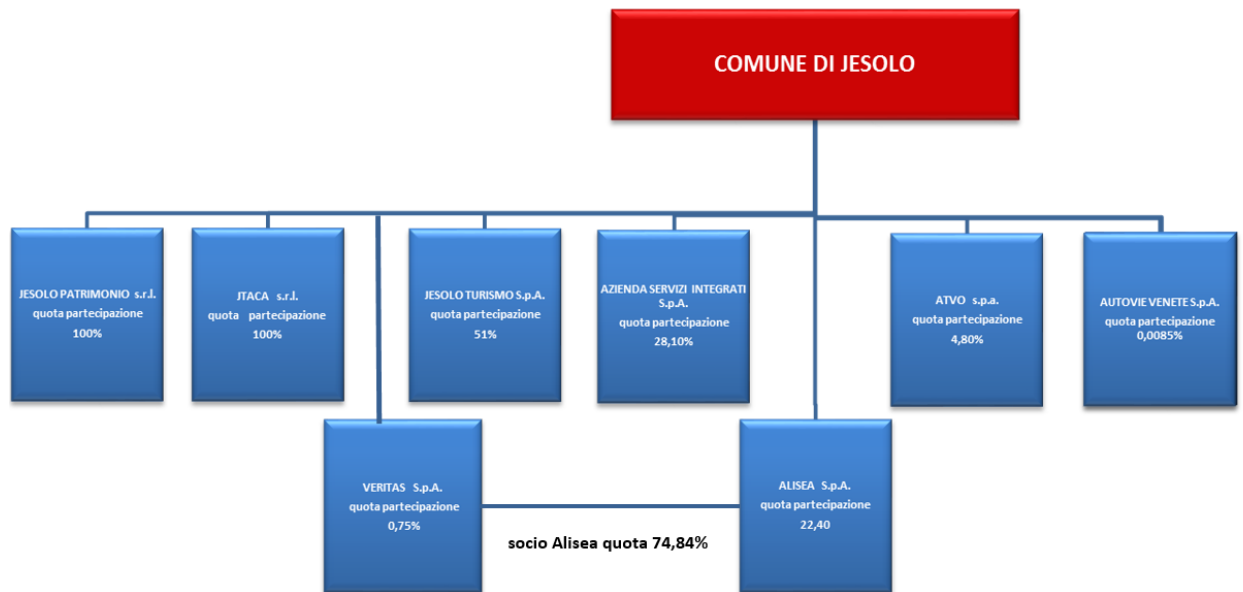 COMUNE DI JESOLO
JESOLO PATRIMONIO s.r.l.
quota partecipazione
100%
JTACA s.r.l.
quota partecipazione
100%
JESOLO TURISMO S.p.A.
quota partecipazione
51%
AZIENDA SERVIZI INTEGRATI
S.p.A.
quota partecipazione
28,10%
ATVO s.p.a.
quota partecipazione
4,80%
AUTOVIE VENETE S.p.A.
quota partecipazione
0,0085%
VERITAS S.p.A.
quota partecipazione
0,75%
socio Alisea quota 74,84%
ALISEA S.p.A.
quota partecipazione
22,40